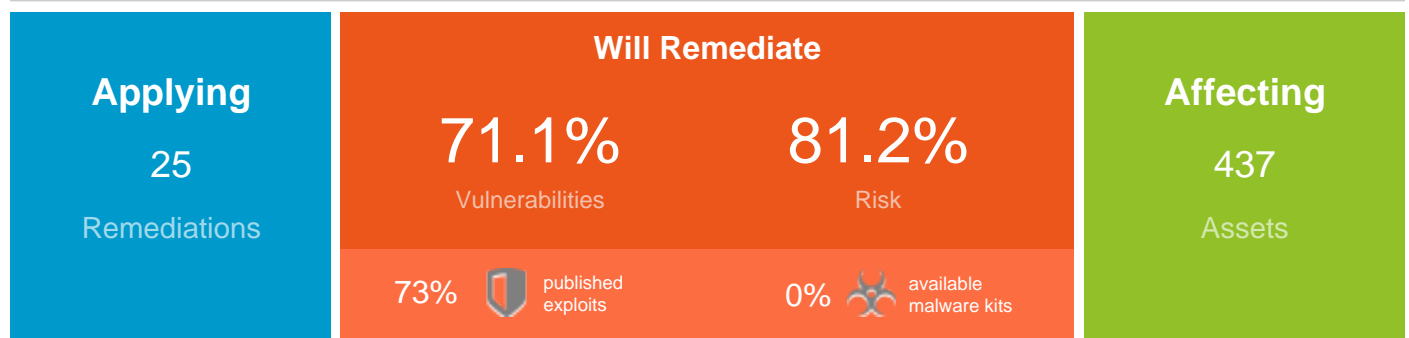 Applying
25
Remediations
Will Remediate
71.1%
Vulnerabilities
81.2%
Risk
73%
published
exploits
0%
available
malware kits
Affecting
437
Assets